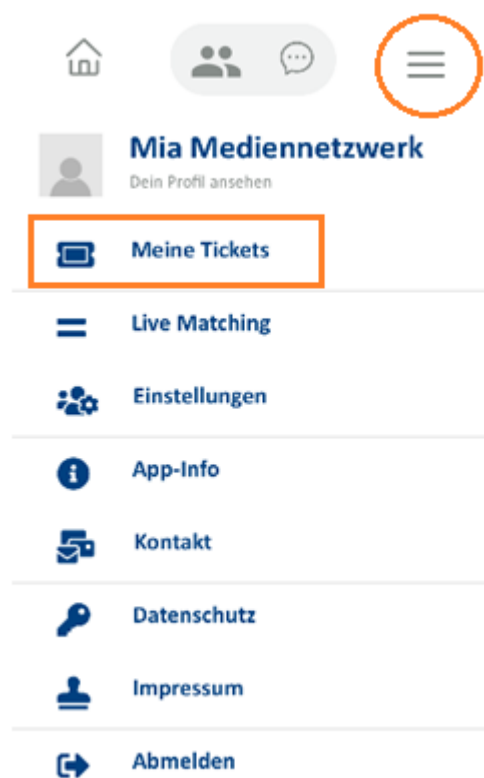 Mia Mediennetzwerk
Dein Profil ansehen
Meine Tickets
Live Matching
Einstellungen
App-Info
Kontakt
Datenschutz
Impressum
Abmelden